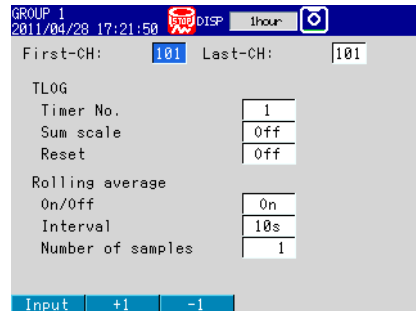 GROUP 1
2011/04/28 17:21:50 STOP DISP 1hour
First-CH: 101 Last-CH: 101
TLOG
Timer No. 1
Sum scale Off
Reset Off
Rolling average
On/Off On
Interval 10s
Number of samples 1
Input +1 -1